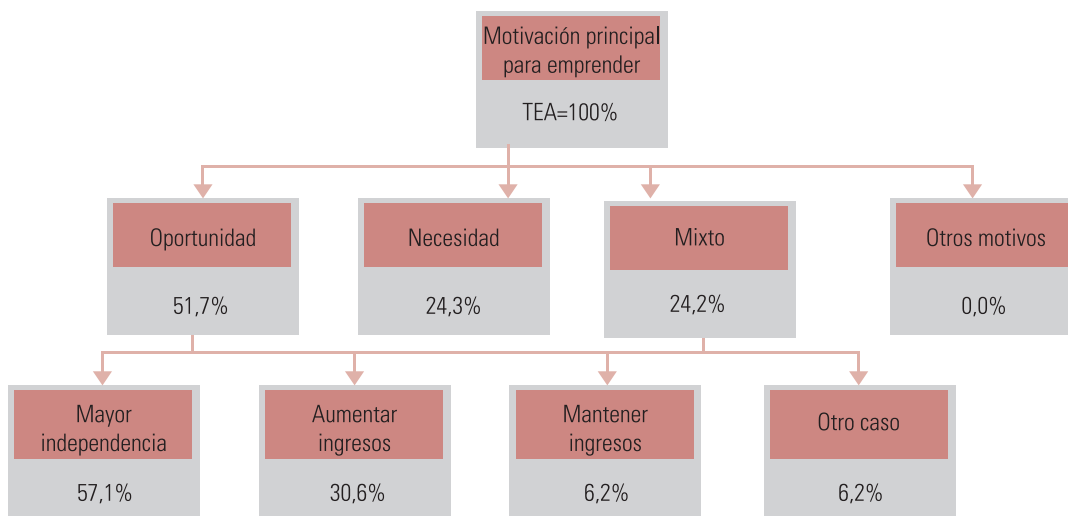 Motivación principal
para emprender
TEA=100%
Oportunidad
Necesidad
Mixto
Otros motivos
51,7%
24,3%
24,2%
0,0%
Mayor
independencia
Aumentar
ingresos
Mantener
ingresos
Otro caso
57,1%
30,6%
6,2%
6,2%